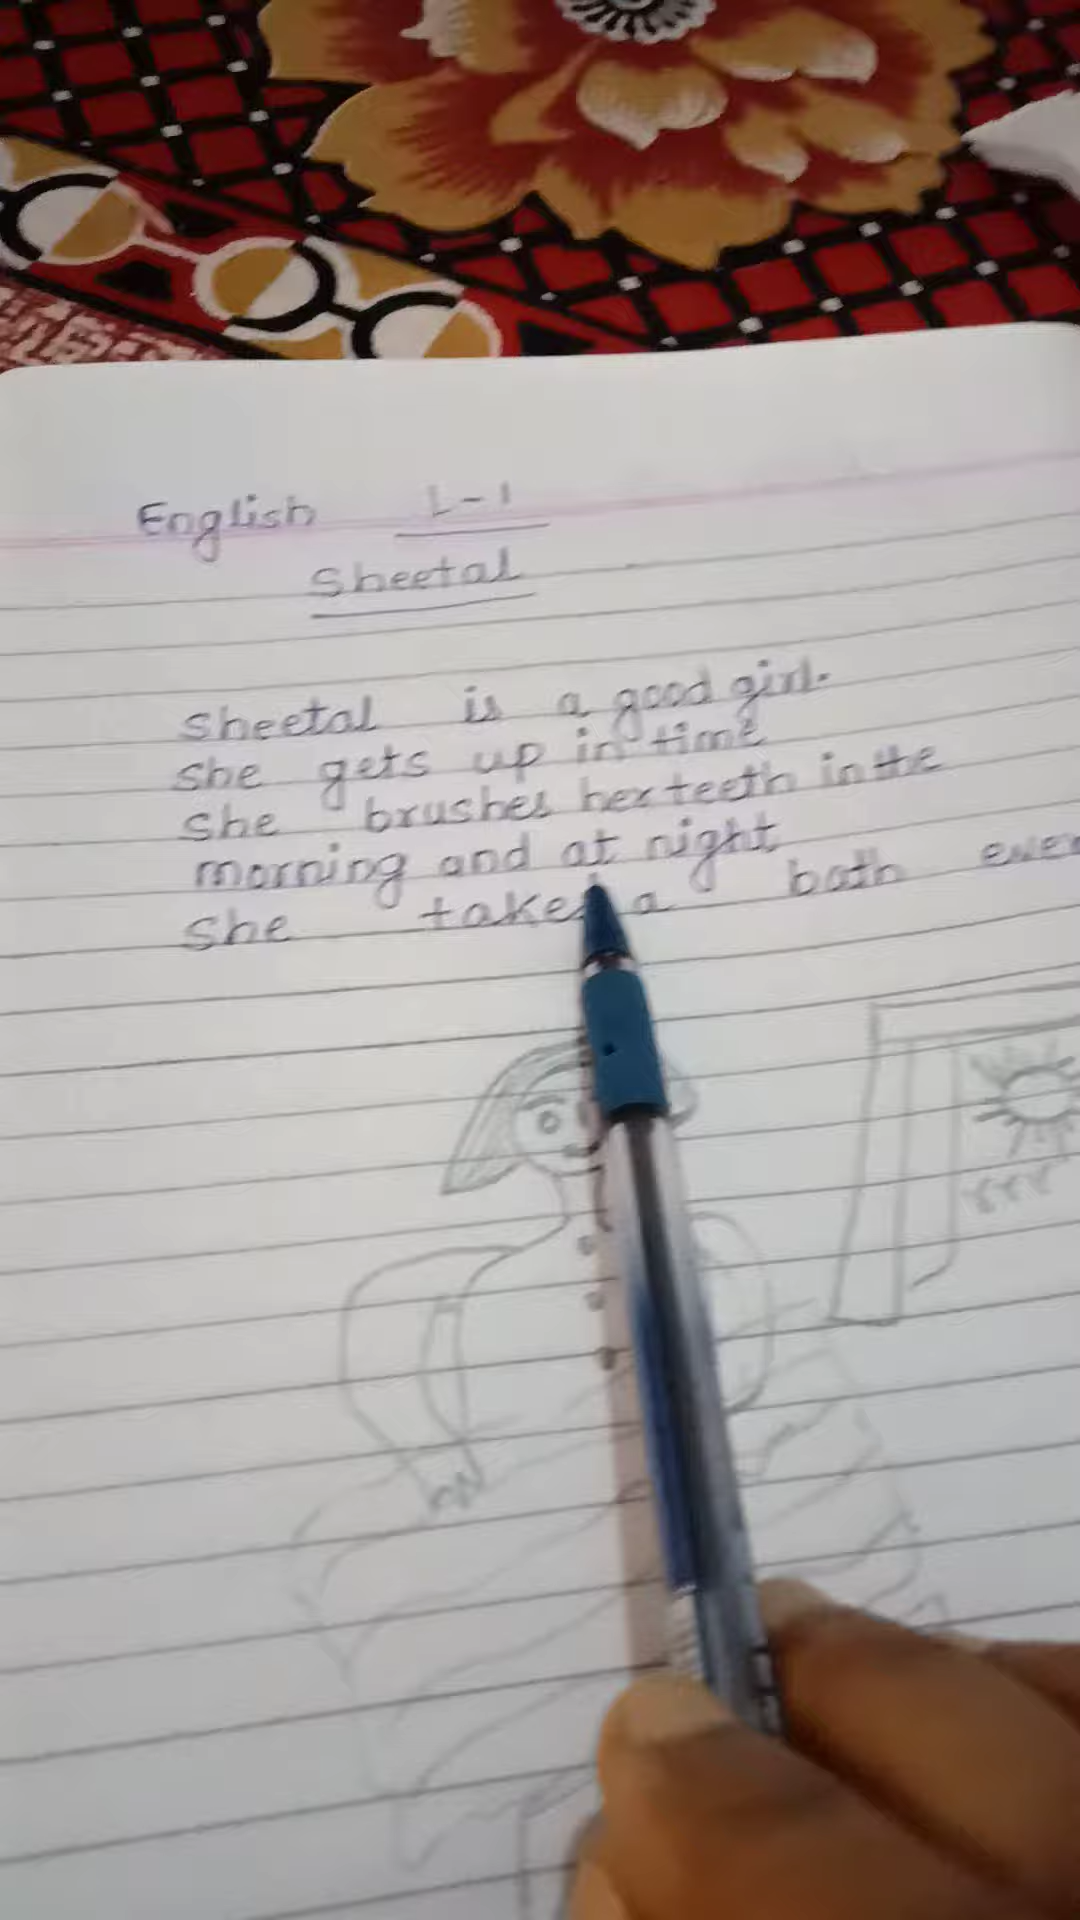 English L-1
Sheetal
Sheetal is a good girl.
She gets up in time
She brushes her teeth in the
morning and at night
She takes a bath